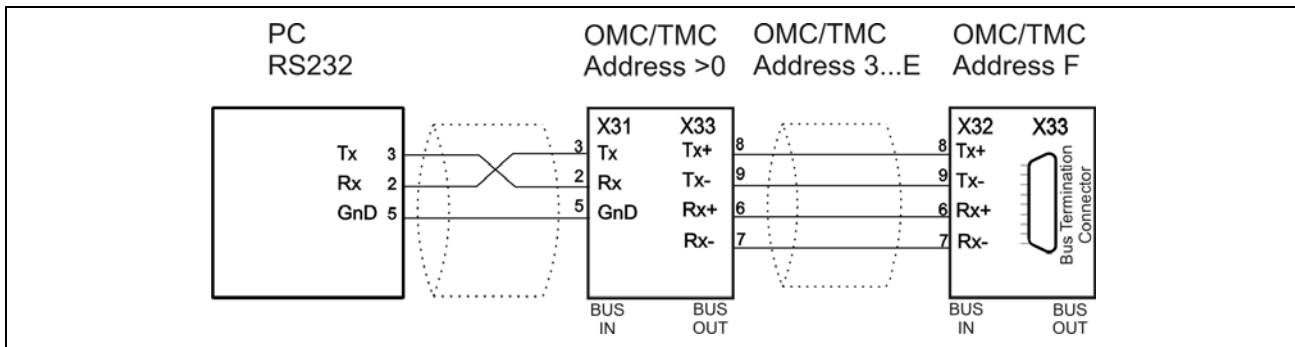 PC
RS232
OMC/TMC
Address >0
OMC/TMC
Address 3...E
OMC/TMC
Address F
Tx 3
Rx 2
GnD 5
3
2
5
X31 X33
Tx Tx+
Rx Tx-
GnD Rx+
Rx-
8
9
6
7
8
9
6
7
X32 X33
Tx+
Tx-
Rx+
Rx-
Bus Termination
Connector
BUS
IN
BUS
OUT
BUS
IN
BUS
OUT